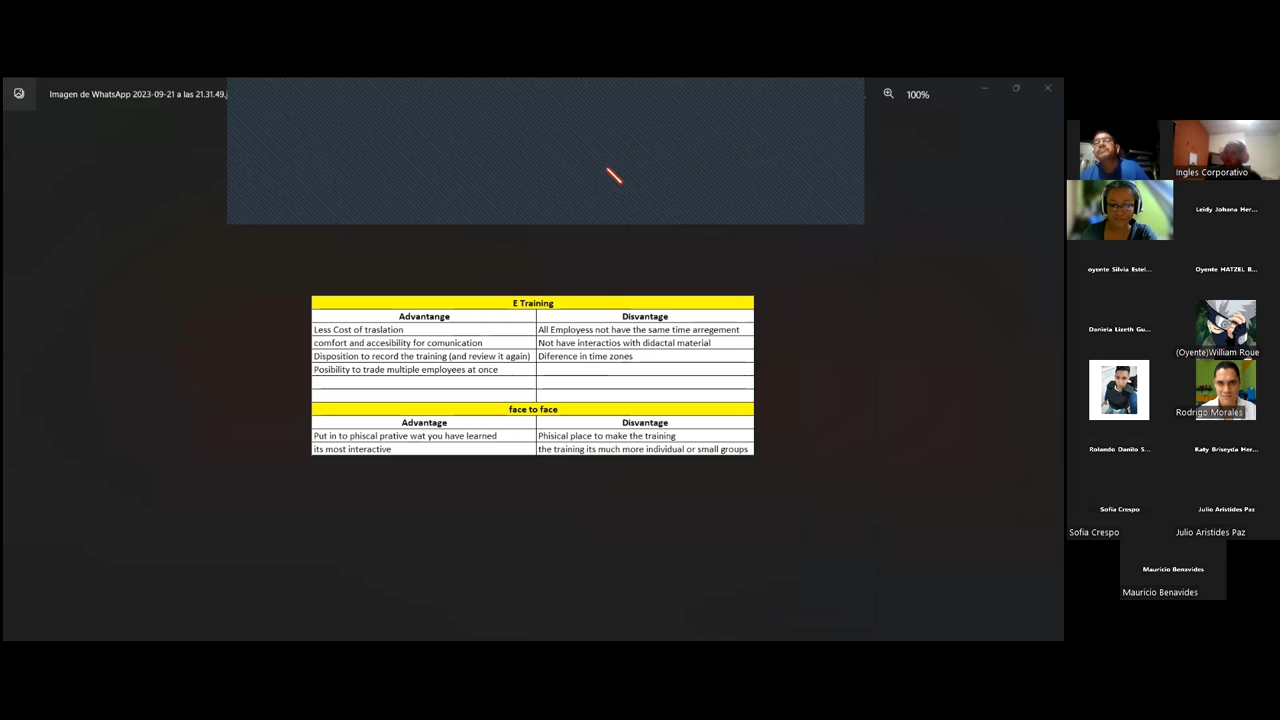 Imagen de WhatsApp 2023-09-21 a las 21.31.49.j
100%
E Training
Advantange Disvantage
Less Cost of traslation All Employess not have the same time arregement
comfort and accesibility for comunication Not have interactios with didactal material
Disposition to record the training (and review it again) Diference in time zones
Posibility to trade multiple employees at once
face to face
Advantage Disvantage
Put in to phiscal prative wat you have learned Phisical place to make the training
its most interactive the training its much more individual or small groups
Ingles Corporativo
Leidy Johana Her...
oyente Silvia Estel... Oyente HATZEL B...
Daniela Lizeth Gu...
(Oyente)William Roue
Rodrigo Morales
Rolando Danilo S... Katy Briseyda Her...
Sofia Crespo Julio Aristides Paz
Sofia Crespo Julio Aristides Paz
Mauricio Benavides
Mauricio Benavides